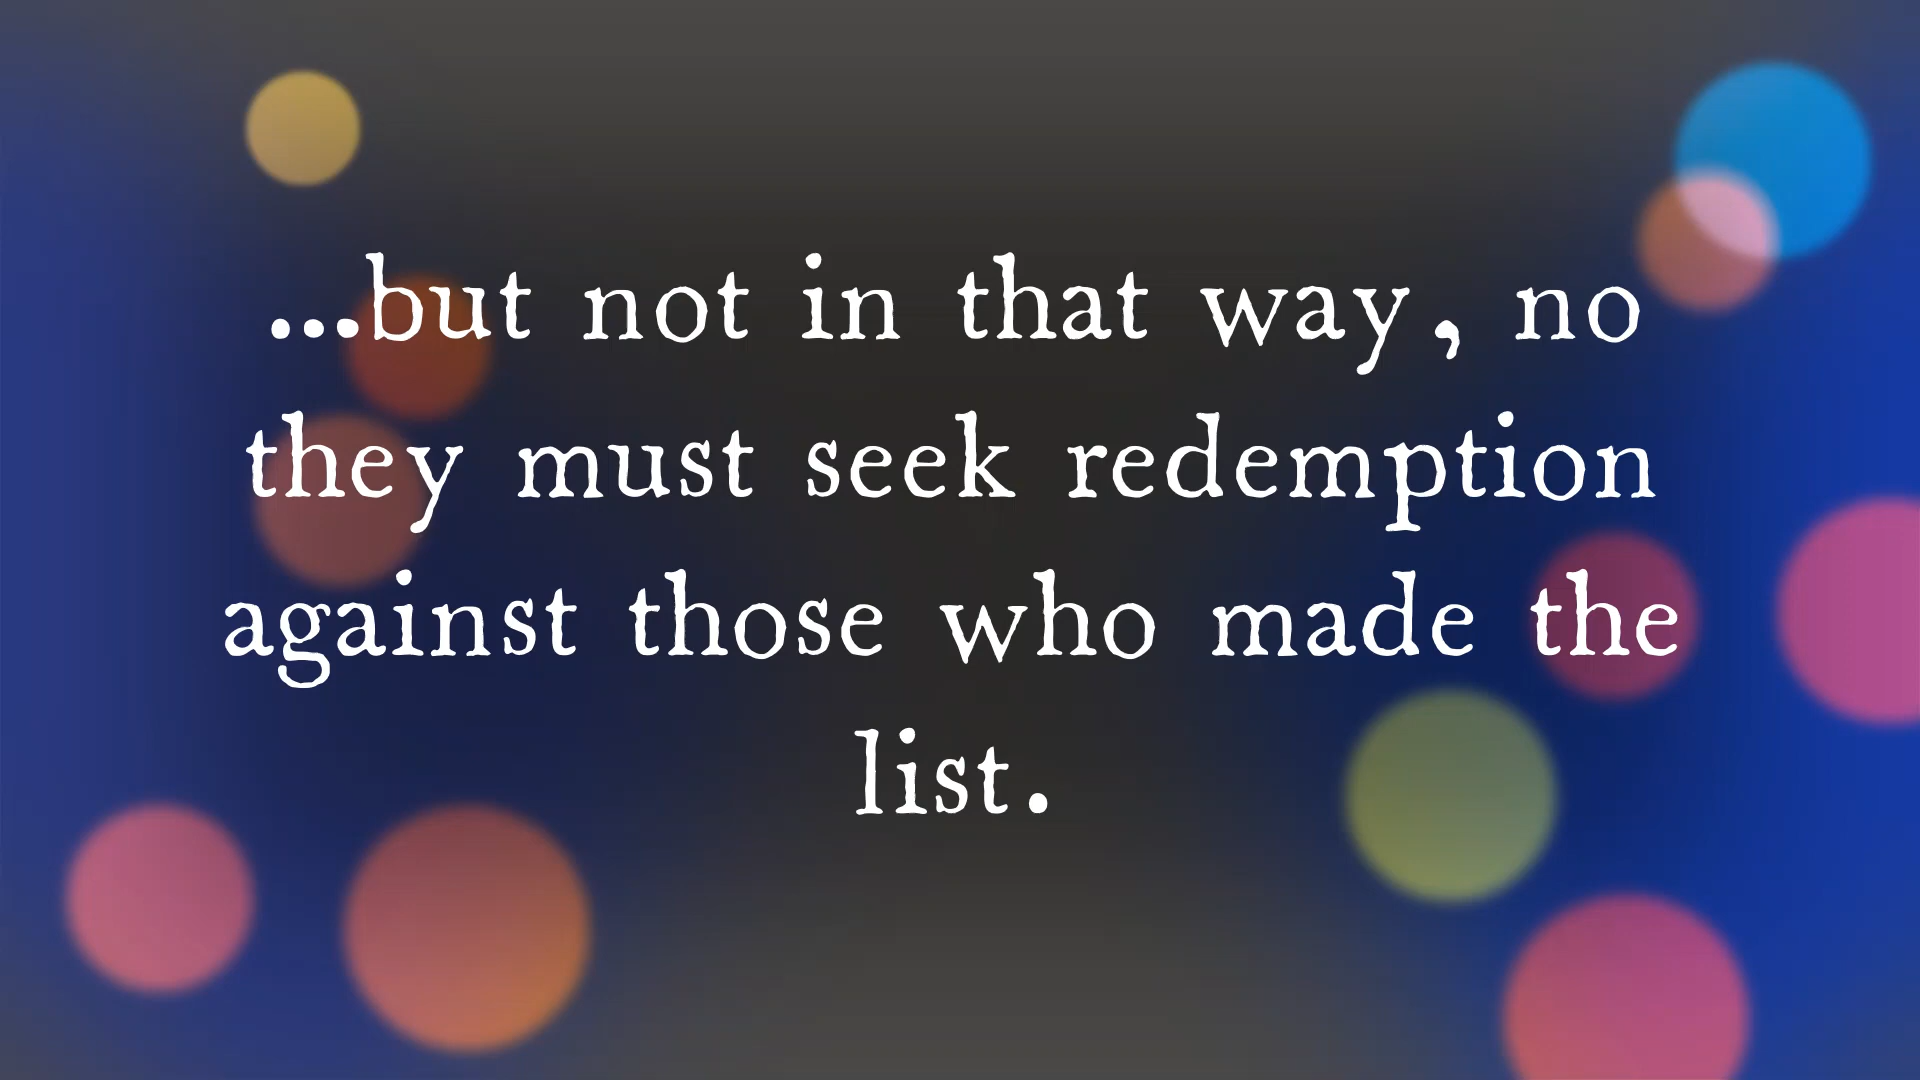 ...but not in that way, no
they must seek redemption
against those who made the
list.